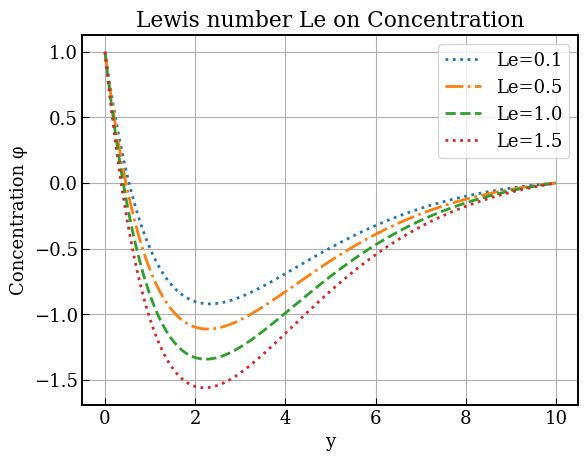 Lewis number Le on Concentration
Concentration φ
1.0
0.5
0.0
−0.5
−1.0
−1.5
Le=0.1
Le=0.5
Le=1.0
Le=1.5
0 2 4 6 8 10
y